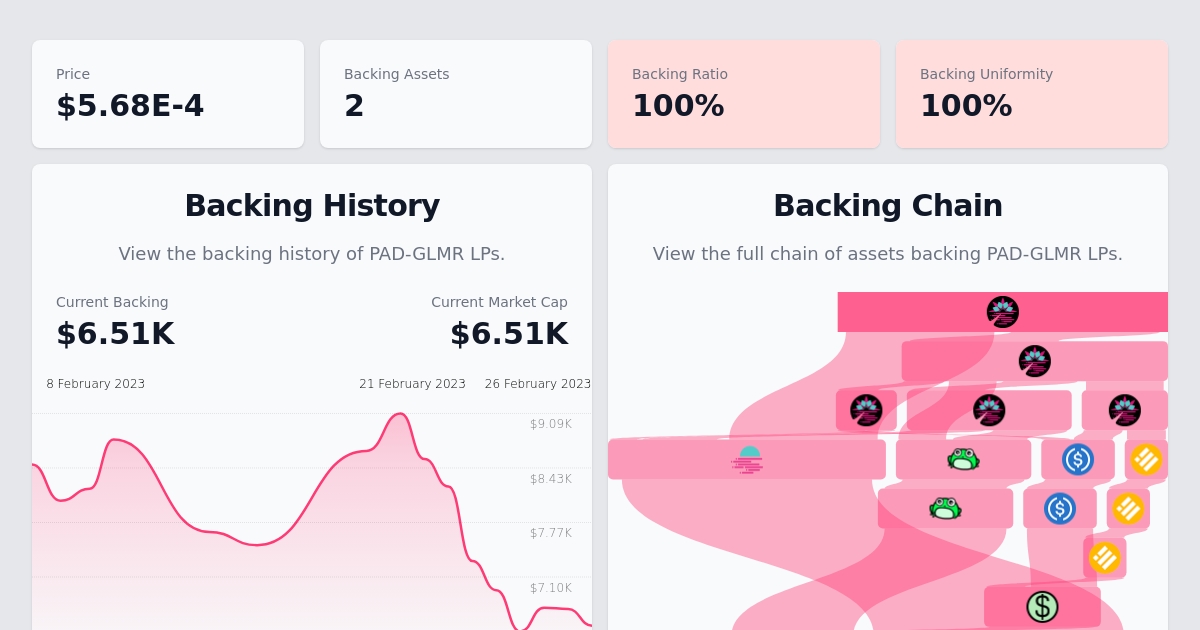 Price
$5.68E-4
Backing Assets
2
Backing Ratio
100%
Backing Uniformity
100%
Backing History
View the backing history of PAD-GLMR LPs.
Current Backing
$6.51K
Current Market Cap
$6.51K
8 February 2023
21 February 2023
26 February 2023
$9.09K
$8.43K
$7.77K
$7.10K
Backing Chain
View the full chain of assets backing PAD-GLMR LPs.